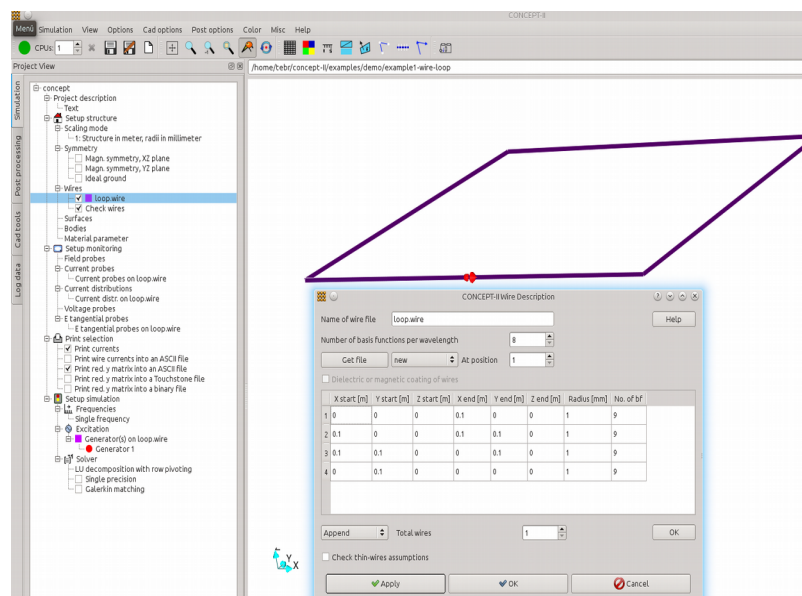 CONCEPT-II
Menü Simulation View Options Cad options Post options Color Misc Help
CPUs: 1
Project View
/home/tebr/concept-II/examples/demo/example1-wire-loop
Simulation
Post processing
Cad tools
Log data
concept
Project description
Text
Setup structure
Scaling mode
1: Structure in meter, radii in millimeter
Symmetry
Magn. symmetry, XZ plane
Magn. symmetry, YZ plane
Ideal ground
Wires
loop.wire
Check wires
Surfaces
Bodies
Material parameter
Setup monitoring
Field probes
Current probes
Current probes on loop.wire
Current distributions
Current distr. on loop.wire
Voltage probes
E tangential probes
E tangential probes on loop.wire
Print selection
Print currents
Print wire currents into an ASCII file
Print red. y matrix into an ASCII file
Print red. y matrix into a Touchstone file
Print red. y matrix into a binary file
Setup simulation
Frequencies
Single frequency
Excitation
Generator(s) on loop.wire
Generator 1
Solver
LU decomposition with row pivoting
Single precision
Galerkin matching
Y
X
CONCEPT-II Wire Description
Name of wire file loop.wire Help
Number of basis functions per wavelength 8
Get file new At position 1
Dielectric or magnetic coating of wires
X start [m] Y start [m] Z start [m] X end [m] Y end [m] Z end [m] Radius [mm] No. of bf
1 0 0 0 0.1 0 0 1 9
2 0.1 0 0 0.1 0.1 0 1 9
3 0.1 0.1 0 0 0.1 0 1 9
4 0 0.1 0 0 0 0 1 9
Append Total wires 1 OK
Check thin-wires assumptions
Apply OK Cancel